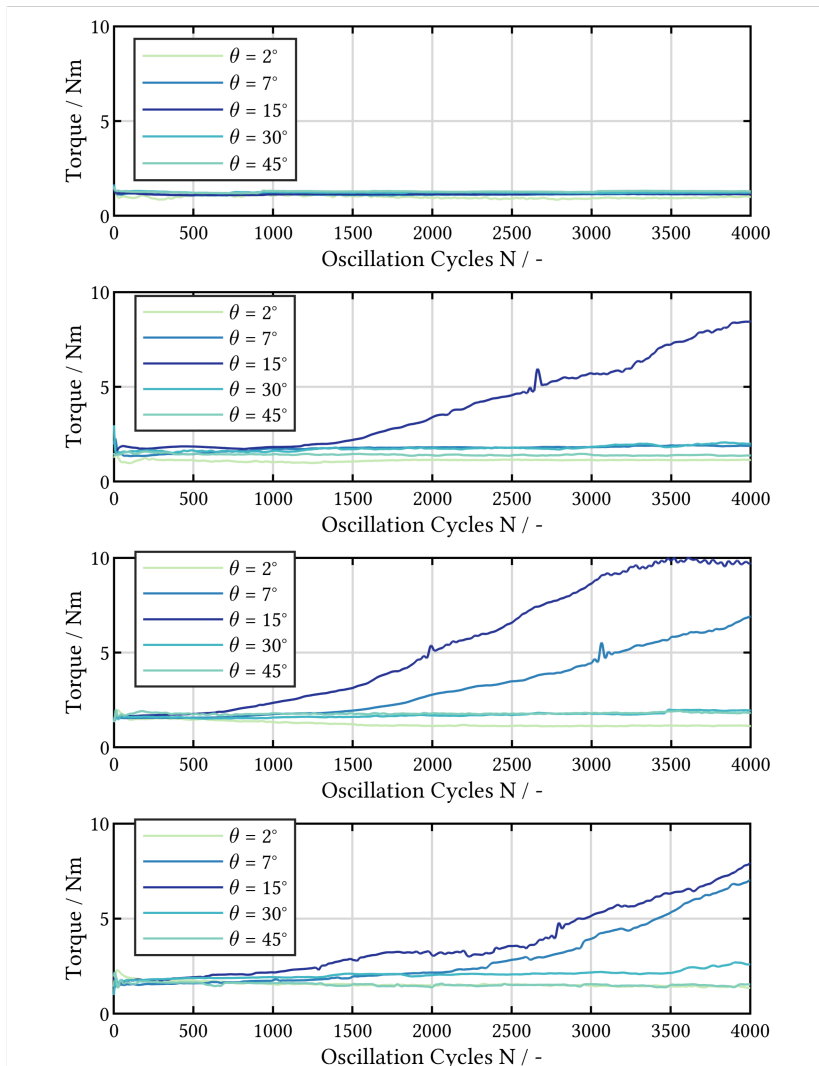 10
θ = 2°
θ = 7°
θ = 15°
θ = 30°
θ = 45°
5
0
Torque / Nm
0 500 1000 1500 2000 2500 3000 3500 4000
Oscillation Cycles N / -
10
θ = 2°
θ = 7°
θ = 15°
θ = 30°
θ = 45°
5
0
Torque / Nm
0 500 1000 1500 2000 2500 3000 3500 4000
Oscillation Cycles N / -
10
θ = 2°
θ = 7°
θ = 15°
θ = 30°
θ = 45°
5
0
Torque / Nm
0 500 1000 1500 2000 2500 3000 3500 4000
Oscillation Cycles N / -
10
θ = 2°
θ = 7°
θ = 15°
θ = 30°
θ = 45°
5
0
Torque / Nm
0 500 1000 1500 2000 2500 3000 3500 4000
Oscillation Cycles N / -